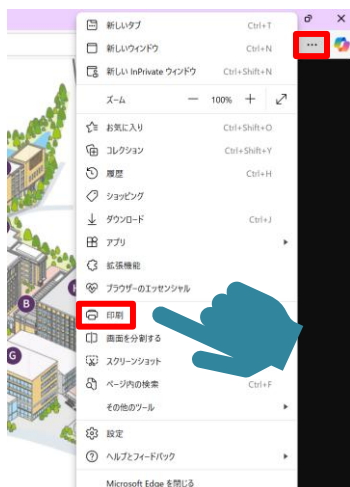 新しいタブ Ctrl+T
新しいウィンドウ Ctrl+N
新しい InPrivate ウィンドウ Ctrl+Shift+N
ズーム − 100% +
お気に入り Ctrl+Shift+O
コレクション Ctrl+Shift+Y
履歴 Ctrl+H
ショッピング
ダウンロード Ctrl+J
アプリ
拡張機能
ブラウザーのエッセンシャル
印刷
画面を分割する
スクリーンショット
ページ内の検索 Ctrl+F
その他のツール
設定
ヘルプとフィードバック
Microsoft Edge を閉じる
B
G